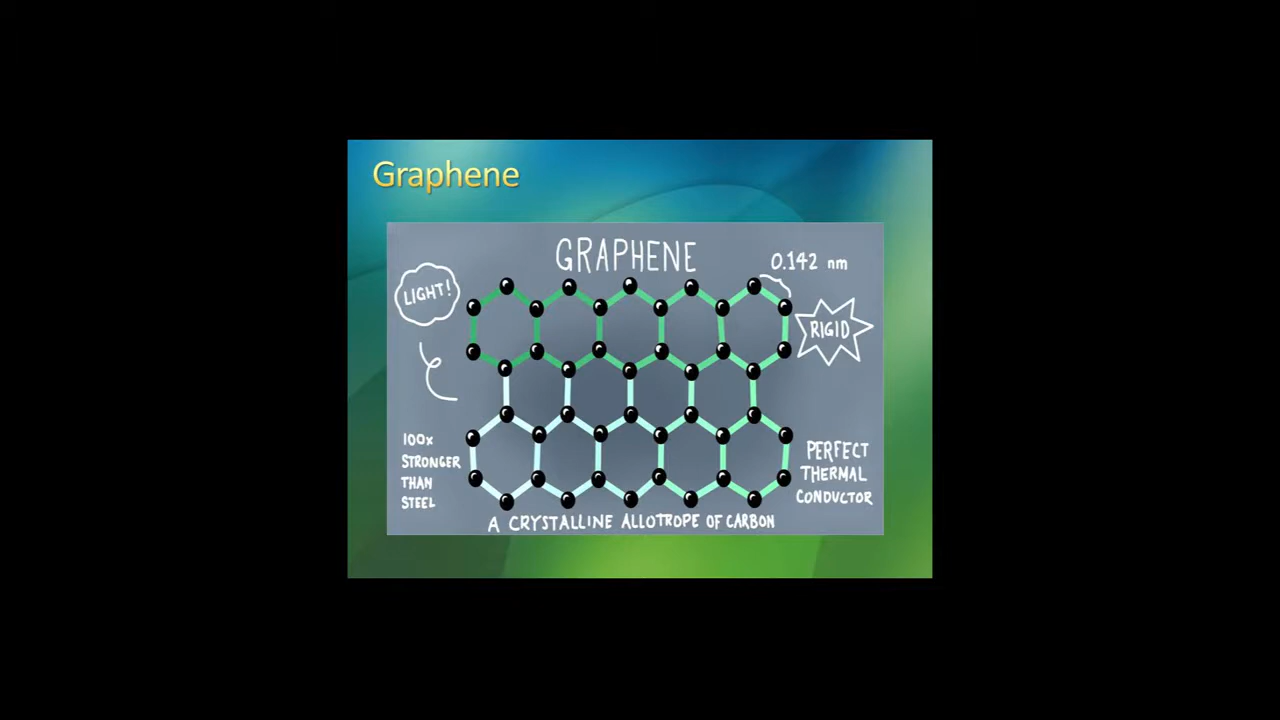 Graphene
GRAPHENE
0.142 nm
LIGHT!
RIGID
100x
STRONGER
THAN
STEEL
PERFECT
THERMAL
CONDUCTOR
A CRYSTALLINE ALLOTROPE OF CARBON